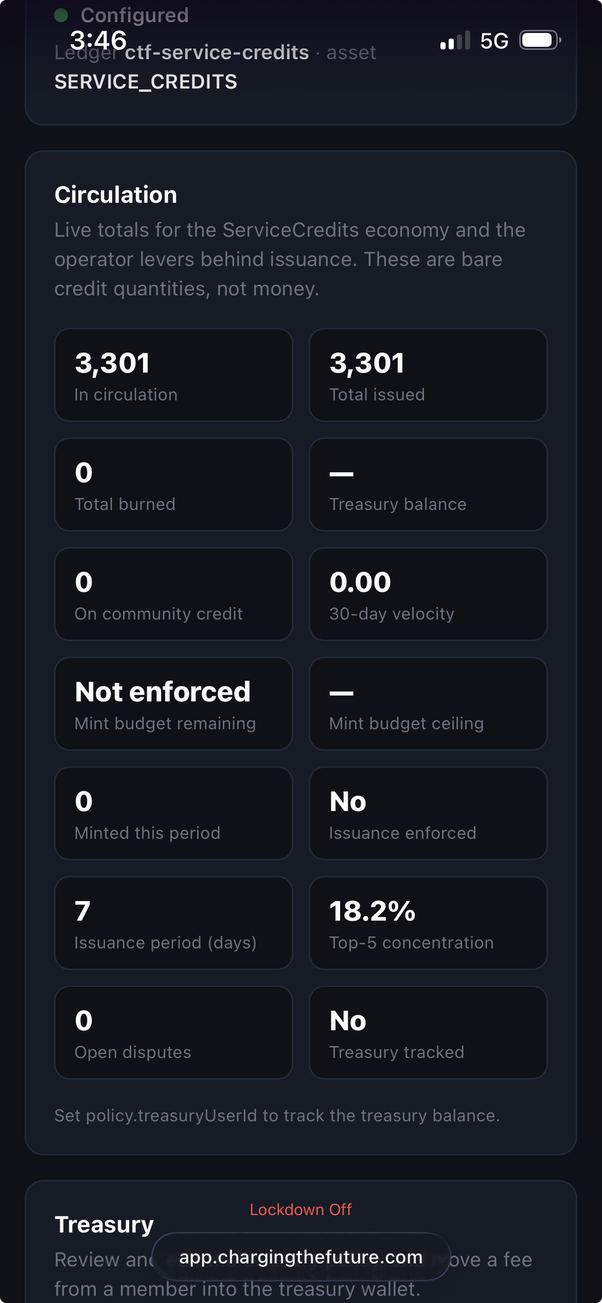 Configured
3:46
5G
Ledger ctf-service-credits · asset
SERVICE_CREDITS
Circulation
Live totals for the ServiceCredits economy and the
operator levers behind issuance. These are bare
credit quantities, not money.
3,301
In circulation
3,301
Total issued
0
Total burned
—
Treasury balance
0
On community credit
0.00
30-day velocity
Not enforced
Mint budget remaining
—
Mint budget ceiling
0
Minted this period
No
Issuance enforced
7
Issuance period (days)
18.2%
Top-5 concentration
0
Open disputes
No
Treasury tracked
Set policy.treasuryUserId to track the treasury balance.
Lockdown Off
Treasury
app.chargingthefuture.com
Review and
a fee
from a member into the treasury wallet.